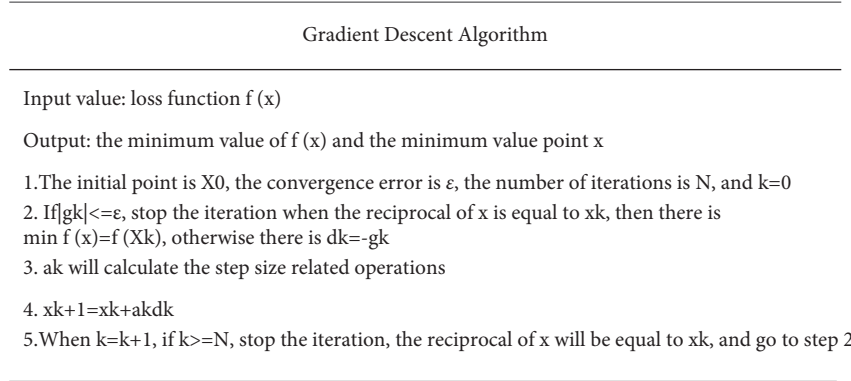 Gradient Descent Algorithm
Input value: loss function f (x)
Output: the minimum value of f (x) and the minimum value point x
1.The initial point is X0, the convergence error is ε, the number of iterations is N, and k=0
2. If|gk|<=ε, stop the iteration when the reciprocal of x is equal to xk, then there is
min f (x)=f (Xk), otherwise there is dk=-gk
3. ak will calculate the step size related operations
4. xk+1=xk+akdk
5.When k=k+1, if k>=N, stop the iteration, the reciprocal of x will be equal to xk, and go to step 2